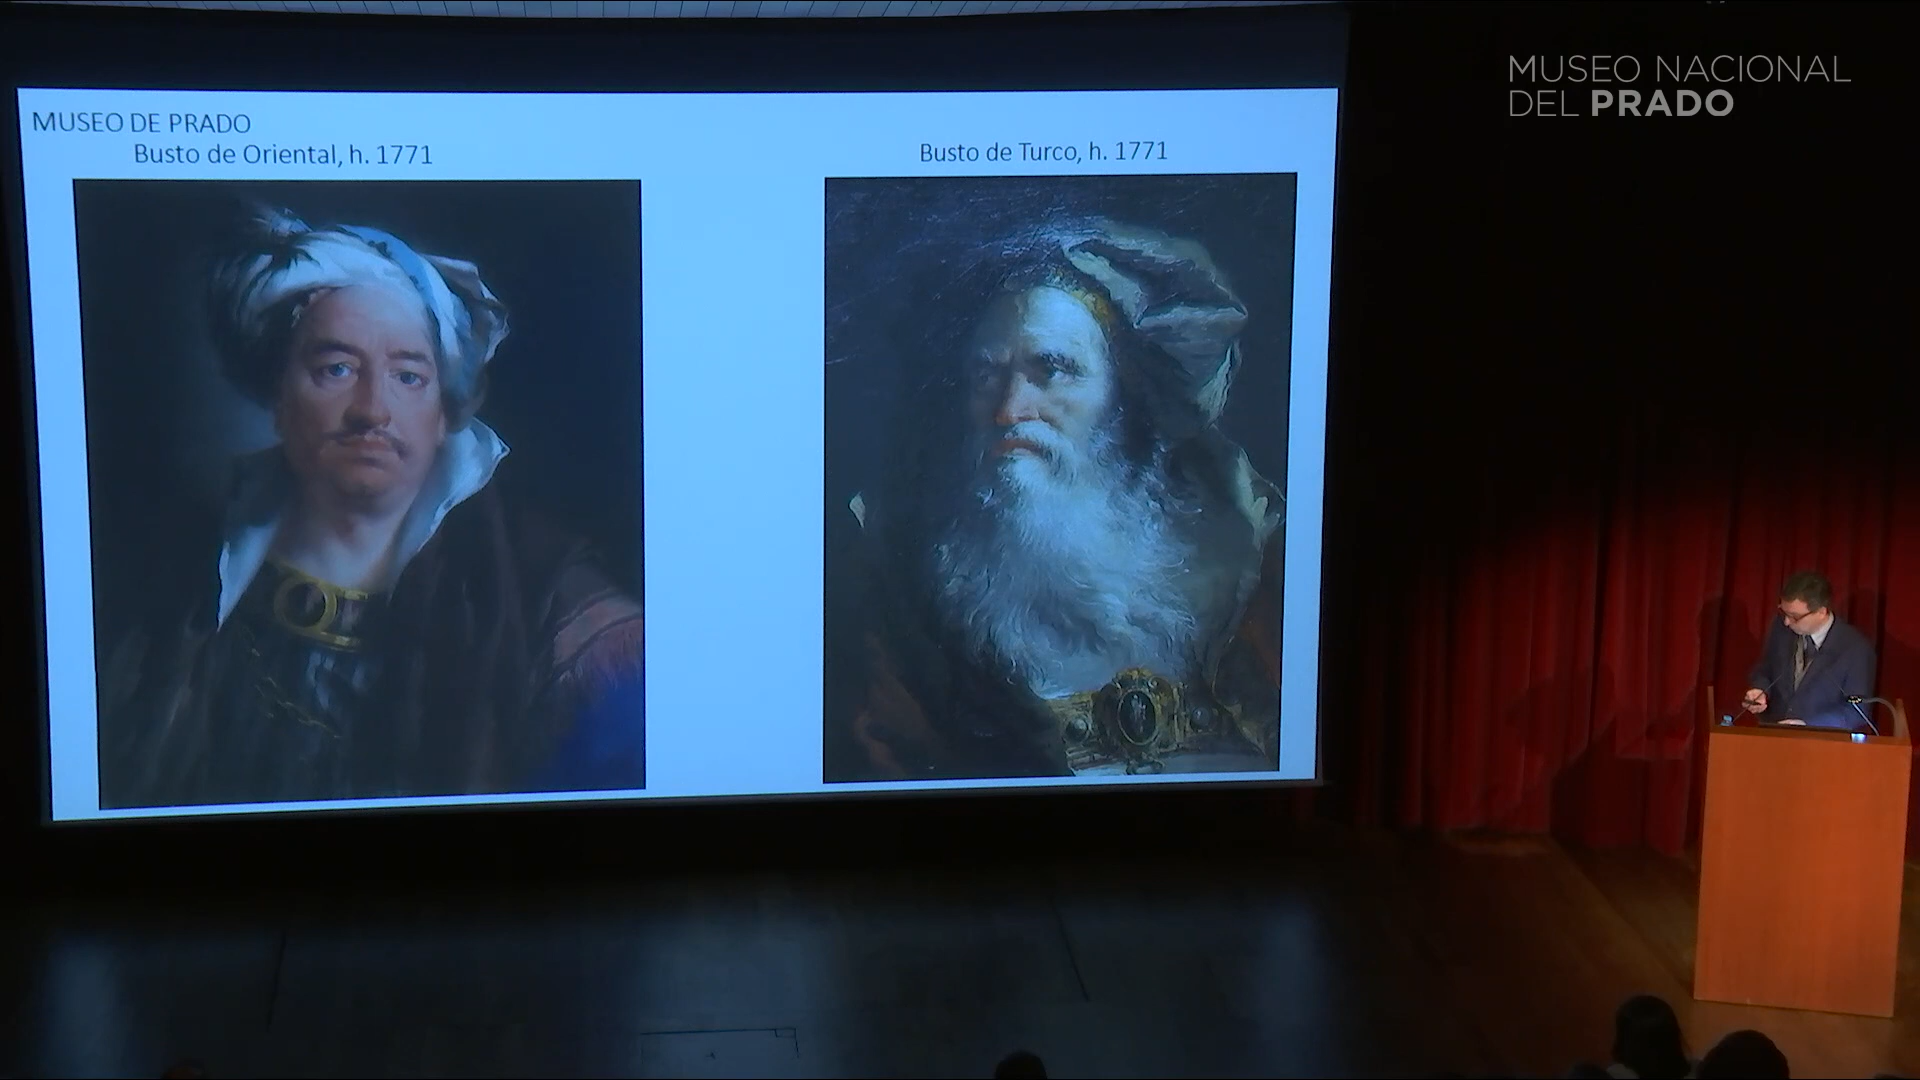 MUSEO NACIONAL
DEL PRADO
MUSEO DE PRADO
Busto de Oriental, h. 1771
Busto de Turco, h. 1771